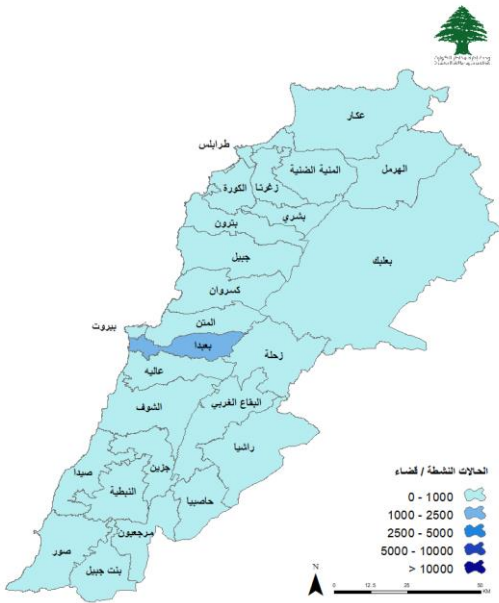 عكار
طرابلس
المنية الضنية
الهرمل
زغرتا
الكورة
بشري
بترون
بعلبك
جبيل
كسروان
المتن
بيروت
بعبدا
زحلة
عاليه
البقاع الغربي
الشوف
راشيا
صيدا
جزين
النبطية
حاصبيا
مرجعيون
صور
بنت جبيل
الحالات النشطة / قضاء
0 - 1000
1000 - 2500
2500 - 5000
5000 - 10000
> 10000
N
0 12.5 25 50
KM